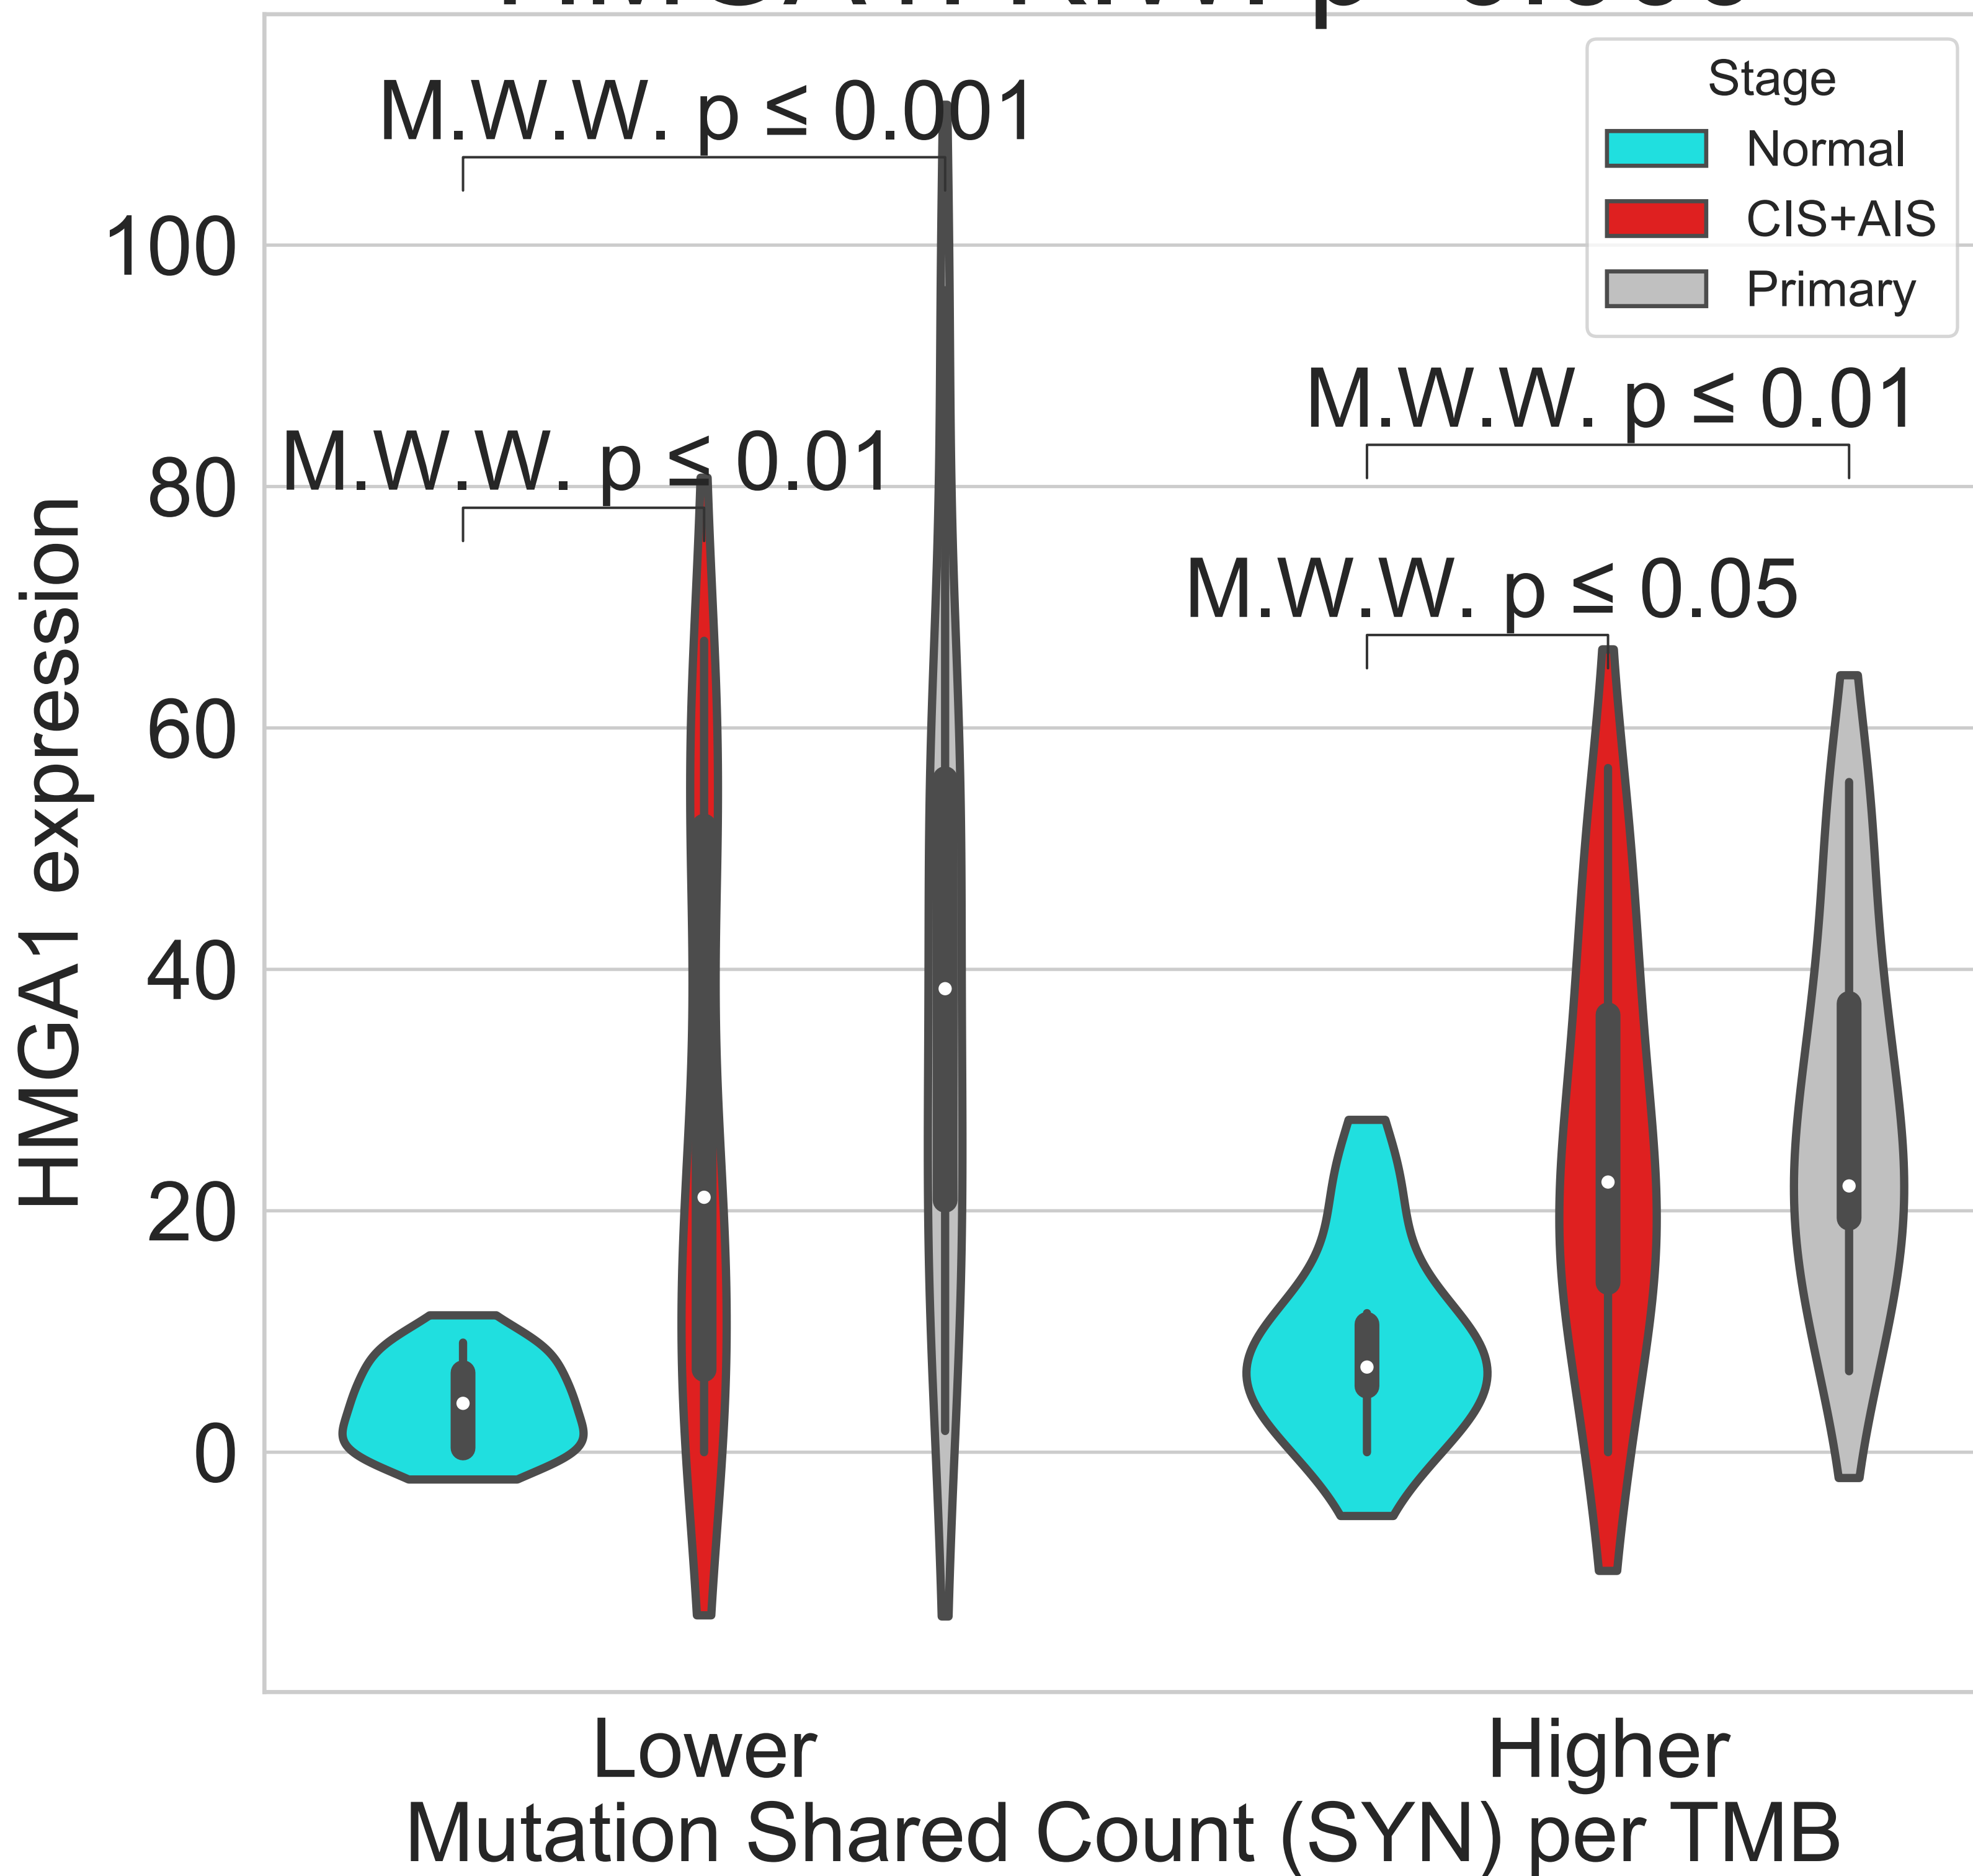 M.W.W. p ≤ 0.001
Stage
Normal
CIS+AIS
Primary
M.W.W. p ≤ 0.01
M.W.W. p ≤ 0.01
M.W.W. p ≤ 0.05
100
80
60
40
20
0
HMGA1 expression
Lower
Higher
Mutation Shared Count (SYN) per TMB